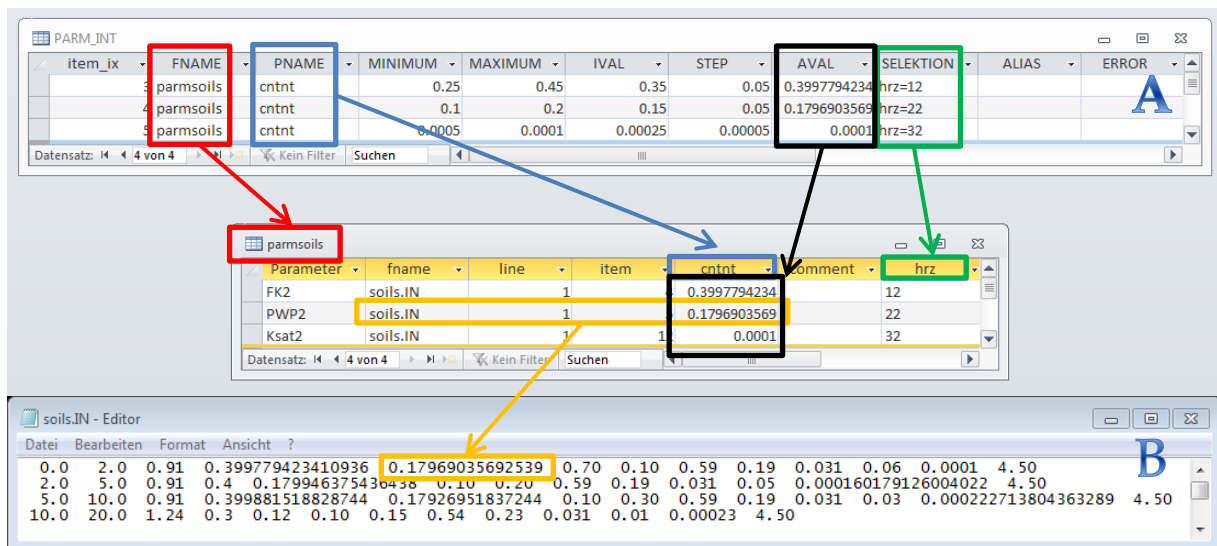 PARM_INT
item_ix FNAME PNAME MINIMUM MAXIMUM IVAL STEP AVAL SELEKTION ALIAS ERROR
3 parmsoils cntnt 0.25 0.45 0.35 0.05 0.3997794234 hrz=12
4 parmsoils cntnt 0.1 0.2 0.15 0.05 0.1796903569 hrz=22
5 parmsoils cntnt 0.0005 0.0001 0.00025 0.00005 0.0001 hrz=32
A
Datensatz: 4 von 4 Kein Filter Suchen
parmsoils
Parameter fname line item cntnt comment hrz
FK2 soils.IN 1 0.3997794234 12
PWP2 soils.IN 1 0.1796903569 22
Ksat2 soils.IN 1 12 0.0001 32
Datensatz: 4 von 4 Kein Filter Suchen
soils.IN - Editor
Datei Bearbeiten Format Ansicht ?
B
0.0 2.0 0.91 0.399779423410936 0.17969035692539 0.70 0.10 0.59 0.19 0.031 0.06 0.0001 4.50
2.0 5.0 0.91 0.4 0.179946375436438 0.10 0.20 0.59 0.19 0.031 0.05 0.000160179126004022 4.50
5.0 10.0 0.91 0.399881518828744 0.17926951837244 0.10 0.30 0.59 0.19 0.031 0.03 0.000222713804363289 4.50
10.0 20.0 1.24 0.3 0.12 0.10 0.15 0.54 0.23 0.031 0.01 0.00023 4.50